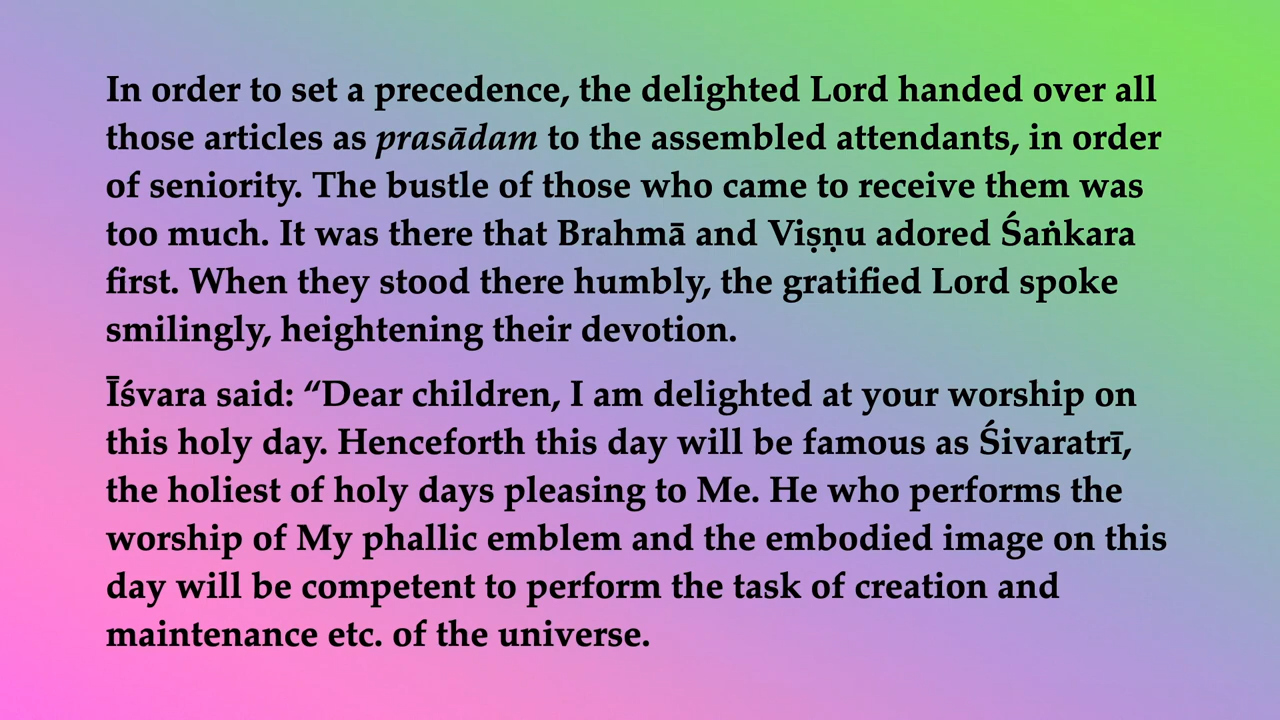 In order to set a precedence, the delighted Lord handed over all
those articles as prasādam to the assembled attendants, in order
of seniority. The bustle of those who came to receive them was
too much. It was there that Brahmā and Viṣṇu adored Śaṅkara
first. When they stood there humbly, the gratified Lord spoke
smilingly, heightening their devotion.
Īśvara said: “Dear children, I am delighted at your worship on
this holy day. Henceforth this day will be famous as Śivaratrī,
the holiest of holy days pleasing to Me. He who performs the
worship of My phallic emblem and the embodied image on this
day will be competent to perform the task of creation and
maintenance etc. of the universe.